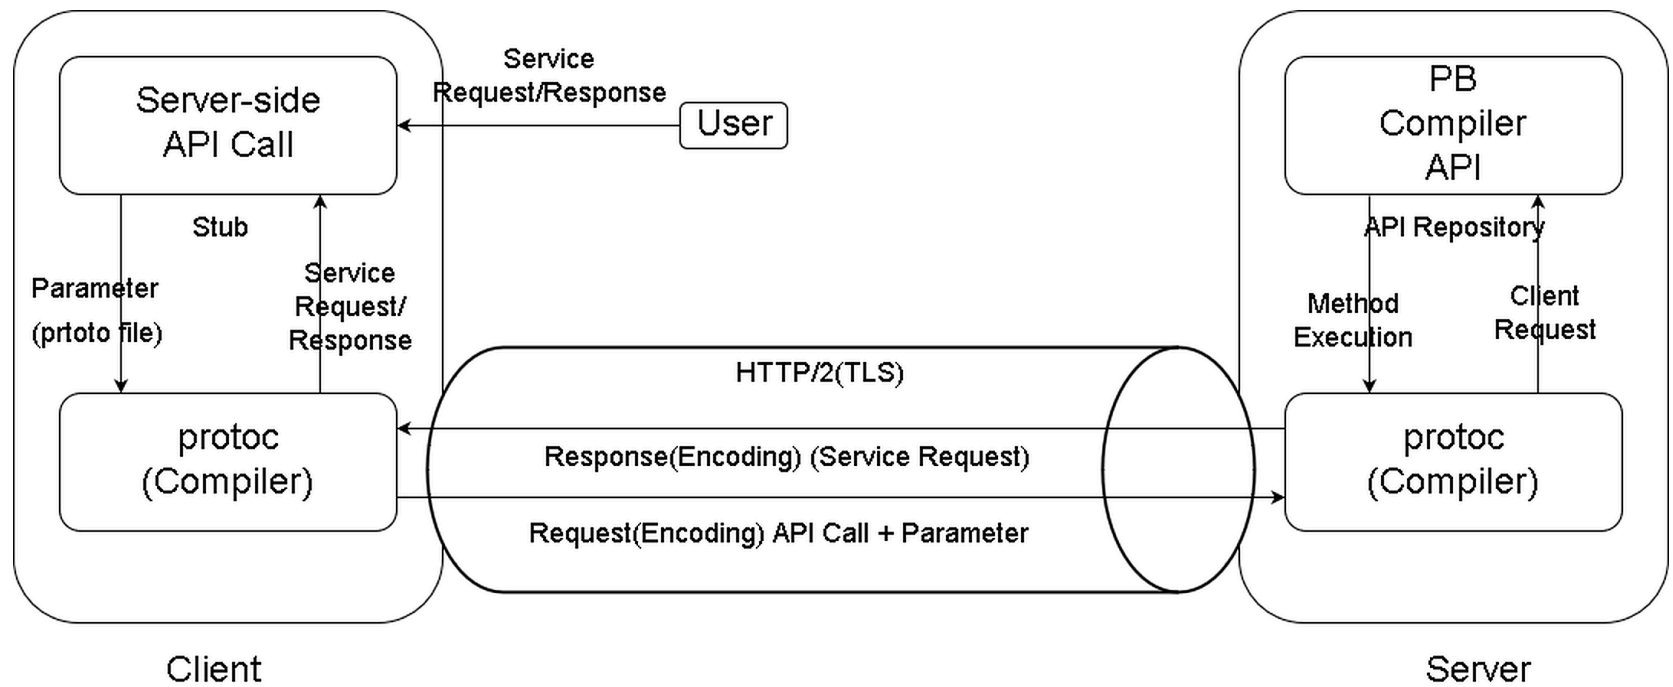 Service
Request/Response
User
Server-side
API Call
Stub
Parameter
(prtoto file)
Service
Request/
Response
protoc
(Compiler)
Client
HTTP/2(TLS)
Response(Encoding) (Service Request)
Request(Encoding) API Call + Parameter
PB
Compiler
API
API Repository
Method
Execution
Client
Request
protoc
(Compiler)
Server